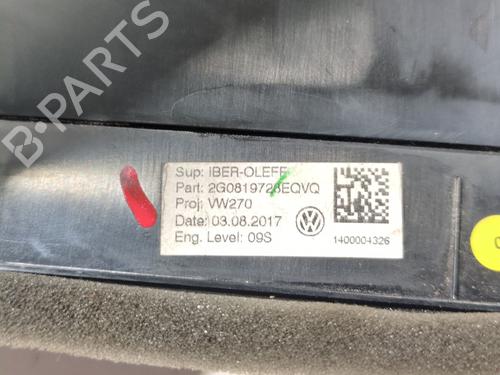 B-PARTS
Sup: IBER-OLEFF
Part: 2G0819728EQVQ
Proj: VW270
Date: 03.08.2017
Eng. Level: 09S
1400004326